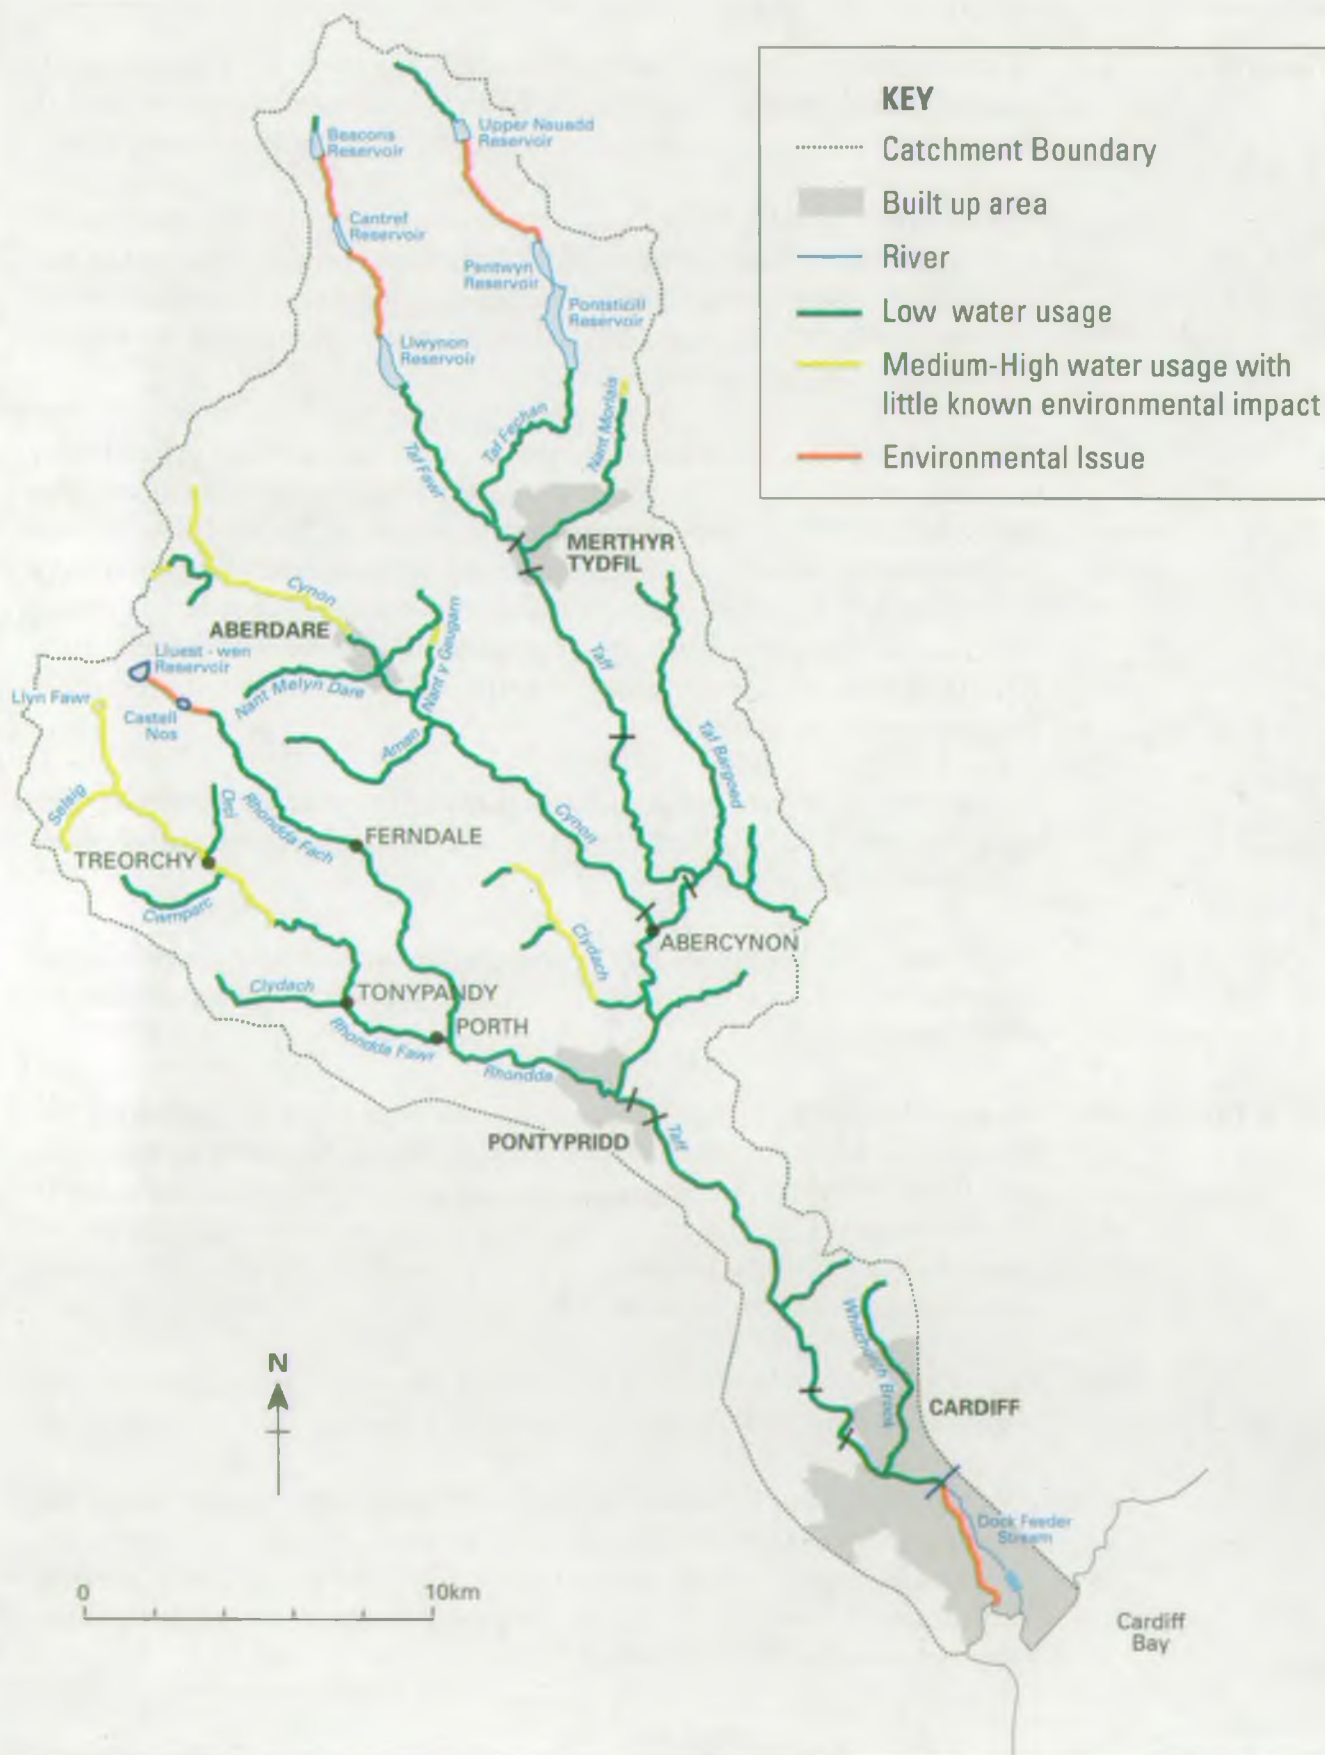 KEY
Catchment Boundary
Built up area
River
Low water usage
Medium-High water usage with
little known environmental impact
Environmental Issue
Beacons
Reservoir
Upper Neuadd
Reservoir
Cantref
Reservoir
Pentwyn
Reservoir
Pontsticill
Reservoir
Llwynon
Reservoir
Taf Fawr
Taf Fechan
Nant Morlais
MERTHYR
TYDFIL
Cynon
ABERDARE
Lluest - wen
Reservoir
Llyn Fawr
Castell
Nos
Nant Melyn Dare
Nant y Geugarn
Aman
Taff
Taf Bargoed
Selsig
Rhondda Fach
FERNDALE
Cynon
TREORCHY
Cwmparc
Clydach
ABERCYNON
Clydach
TONYPANDY
PORTH
Rhondda Fawr
Rhondda
PONTYPRIDD
Taff
Whitchurch Brook
N
CARDIFF
Dock Feeder
Stream
0
10km
Cardiff
Bay